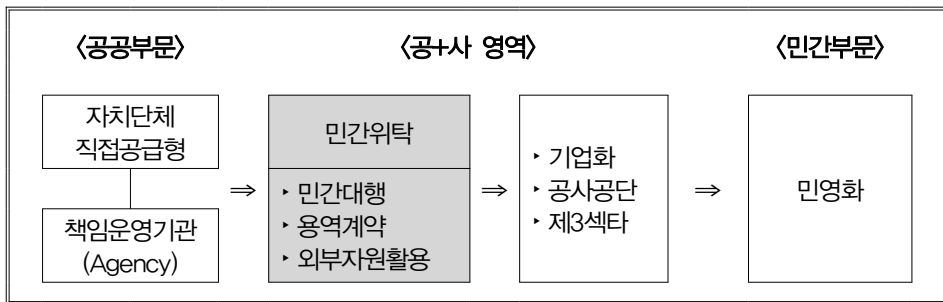 〈공공부문〉
〈공+사 영역〉
〈민간부문〉
자치단체
직접공급형
책임운영기관
(Agency)
⇒
민간위탁
‣ 민간대행
‣ 용역계약
‣ 외부자원활용
⇒
‣ 기업화
‣ 공사공단
‣ 제3섹타
⇒
민영화